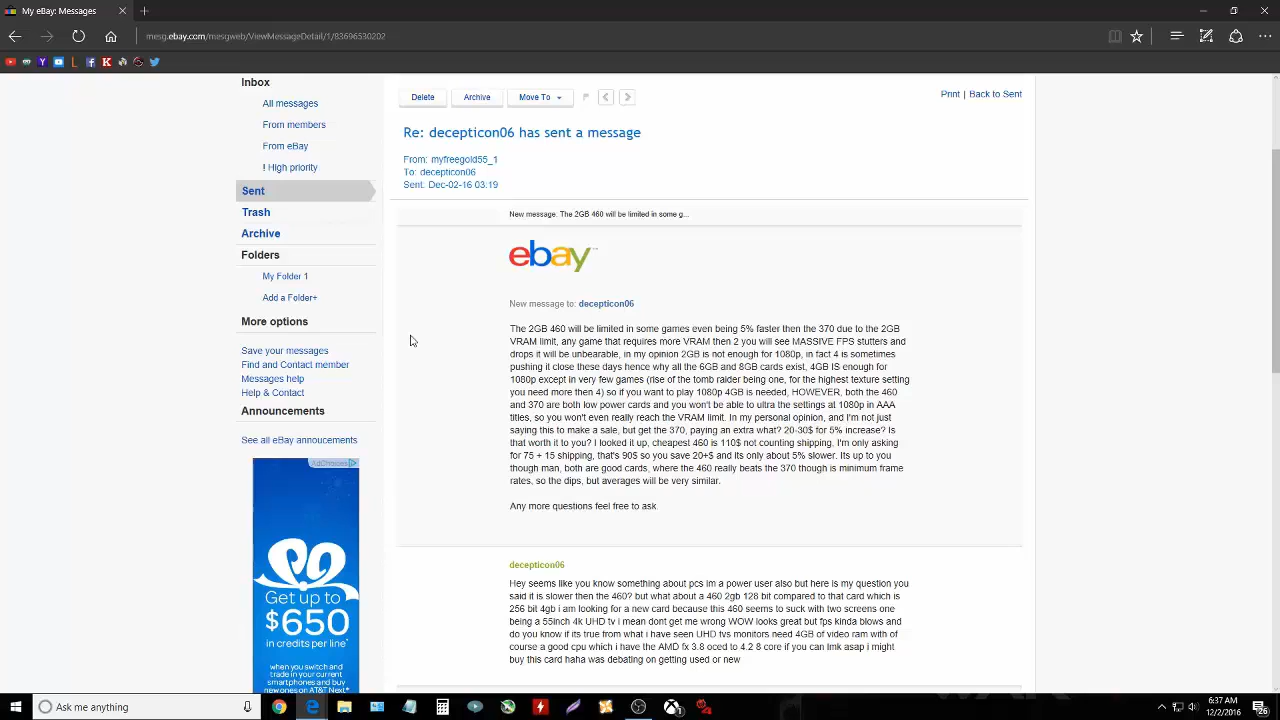 My eBay: Messages
mesg.ebay.com/mesgweb/ViewMessageDetail/1/83696530202
Inbox
All messages
From members
From eBay
! High priority
Sent
Trash
Archive
Folders
My Folder 1
Add a Folder+
More options
Save your messages
Find and Contact member
Messages help
Help & Contact
Announcements
See all eBay annoucements
AdChoices
Get up to
$650
in credits per line*
when you switch and
trade in your current
smartphones and buy
new ones on AT&T Next®
Delete
Archive
Move To
Print | Back to Sent
Re: decepticon06 has sent a message
From: myfreegold55_1
To: decepticon06
Sent: Dec-02-16 03:19
New message: The 2GB 460 will be limited in some g...
ebay™
New message to: decepticon06
The 2GB 460 will be limited in some games even being 5% faster then the 370 due to the 2GB
VRAM limit, any game that requires more VRAM then 2 you will see MASSIVE FPS stutters and
drops it will be unbearable, in my opinion 2GB is not enough for 1080p, in fact 4 is sometimes
pushing it close these days hence why all the 6GB and 8GB cards exist, 4GB IS enough for
1080p except in very few games (rise of the tomb raider being one, for the highest texture setting
you need more then 4) so if you want to play 1080p 4GB is needed, HOWEVER, both the 460
and 370 are both low power cards and you won't be able to ultra the settings at 1080p in AAA
titles, so you won't even really reach the VRAM limit. In my personal opinion, and I'm not just
saying this to make a sale, but get the 370, paying an extra what? 20-30$ for 5% increase? Is
that worth it to you? I looked it up, cheapest 460 is 110$ not counting shipping, I'm only asking
for 75 + 15 shipping, that's 90$ so you save 20+$ and its only about 5% slower. Its up to you
though man, both are good cards, where the 460 really beats the 370 though is minimum frame
rates, so the dips, but averages will be very similar.
Any more questions feel free to ask
decepticon06
Hey seems like you know something about pcs im a power user also but here is my question you
said it is slower then the 460? but what about a 460 2gb 128 bit compared to that card which is
256 bit 4gb i am looking for a new card because this 460 seems to suck with two screens one
being a 55inch 4k UHD tv i mean dont get me wrong WOW looks great but fps kinda blows and
do you know if its true from what i have seen UHD tvs monitors need 4GB of video ram with of
course a good cpu which i have the AMD fx 3.8 oced to 4.2 8 core if you can lmk asap i might
buy this card haha was debating on getting used or new
Ask me anything
6:37 AM
12/2/2016